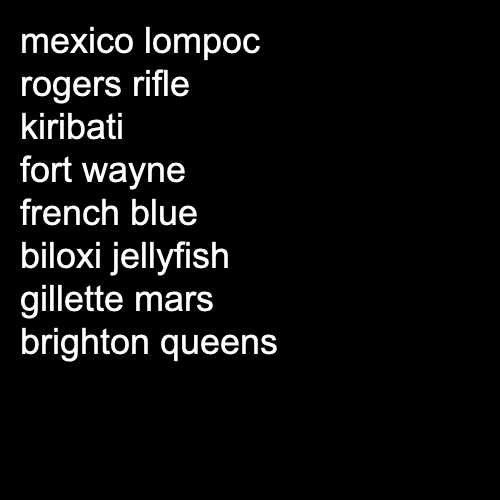 mexico lompoc
rogers rifle
kiribati
fort wayne
french blue
biloxi jellyfish
gillette mars
brighton queens